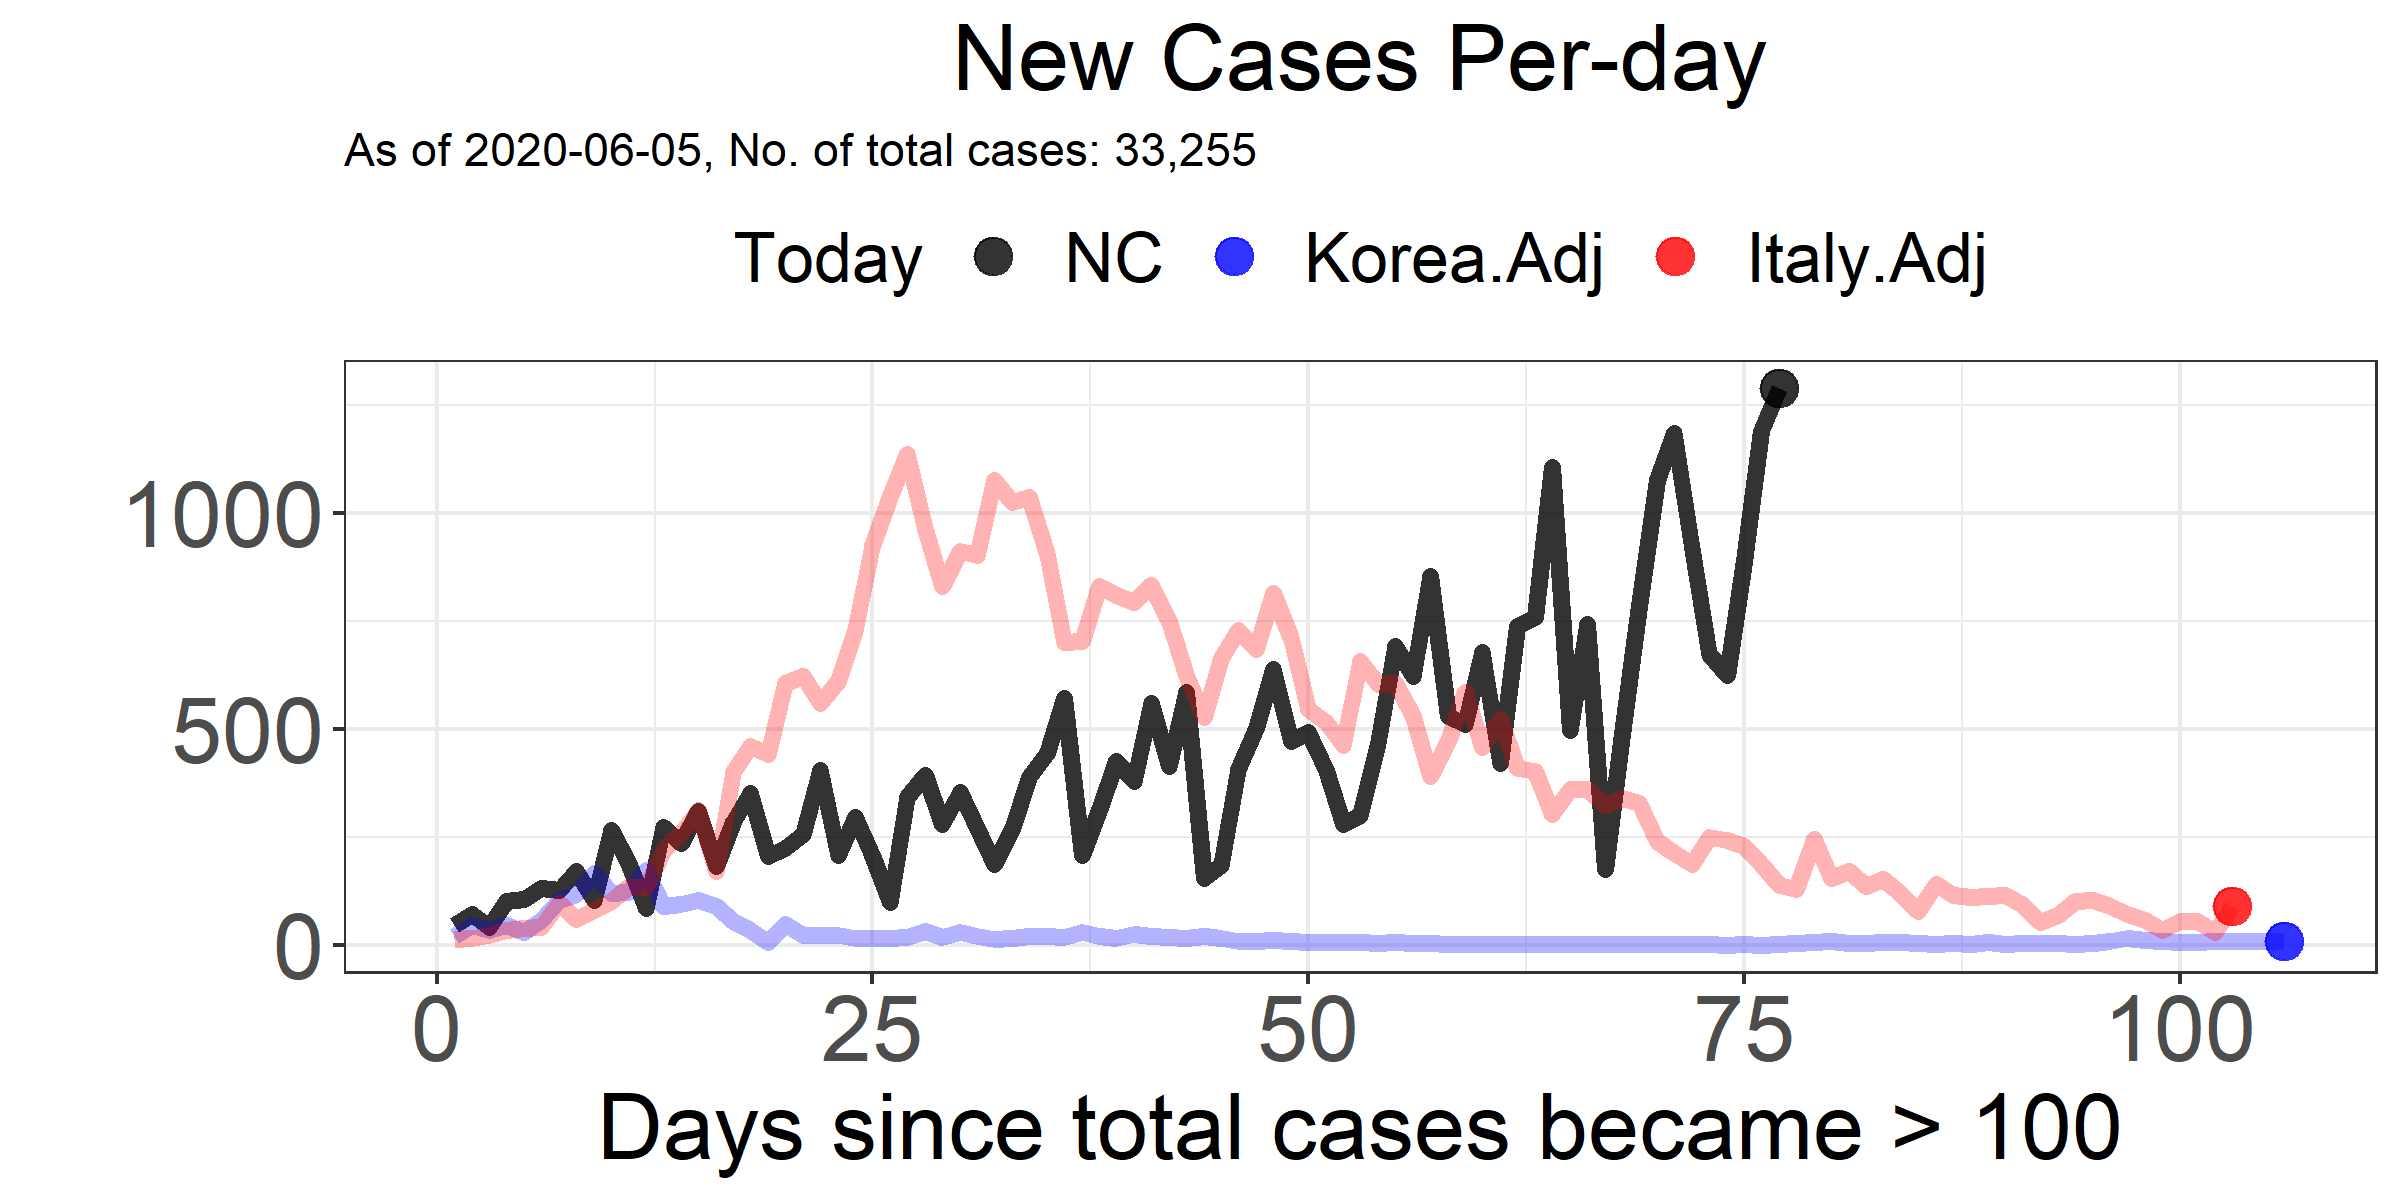 New Cases Per-day
As of 2020-06-05, No. of total cases: 33,255
Today NC Korea.Adj Italy.Adj
1000
500
0
0 25 50 75 100
Days since total cases became > 100